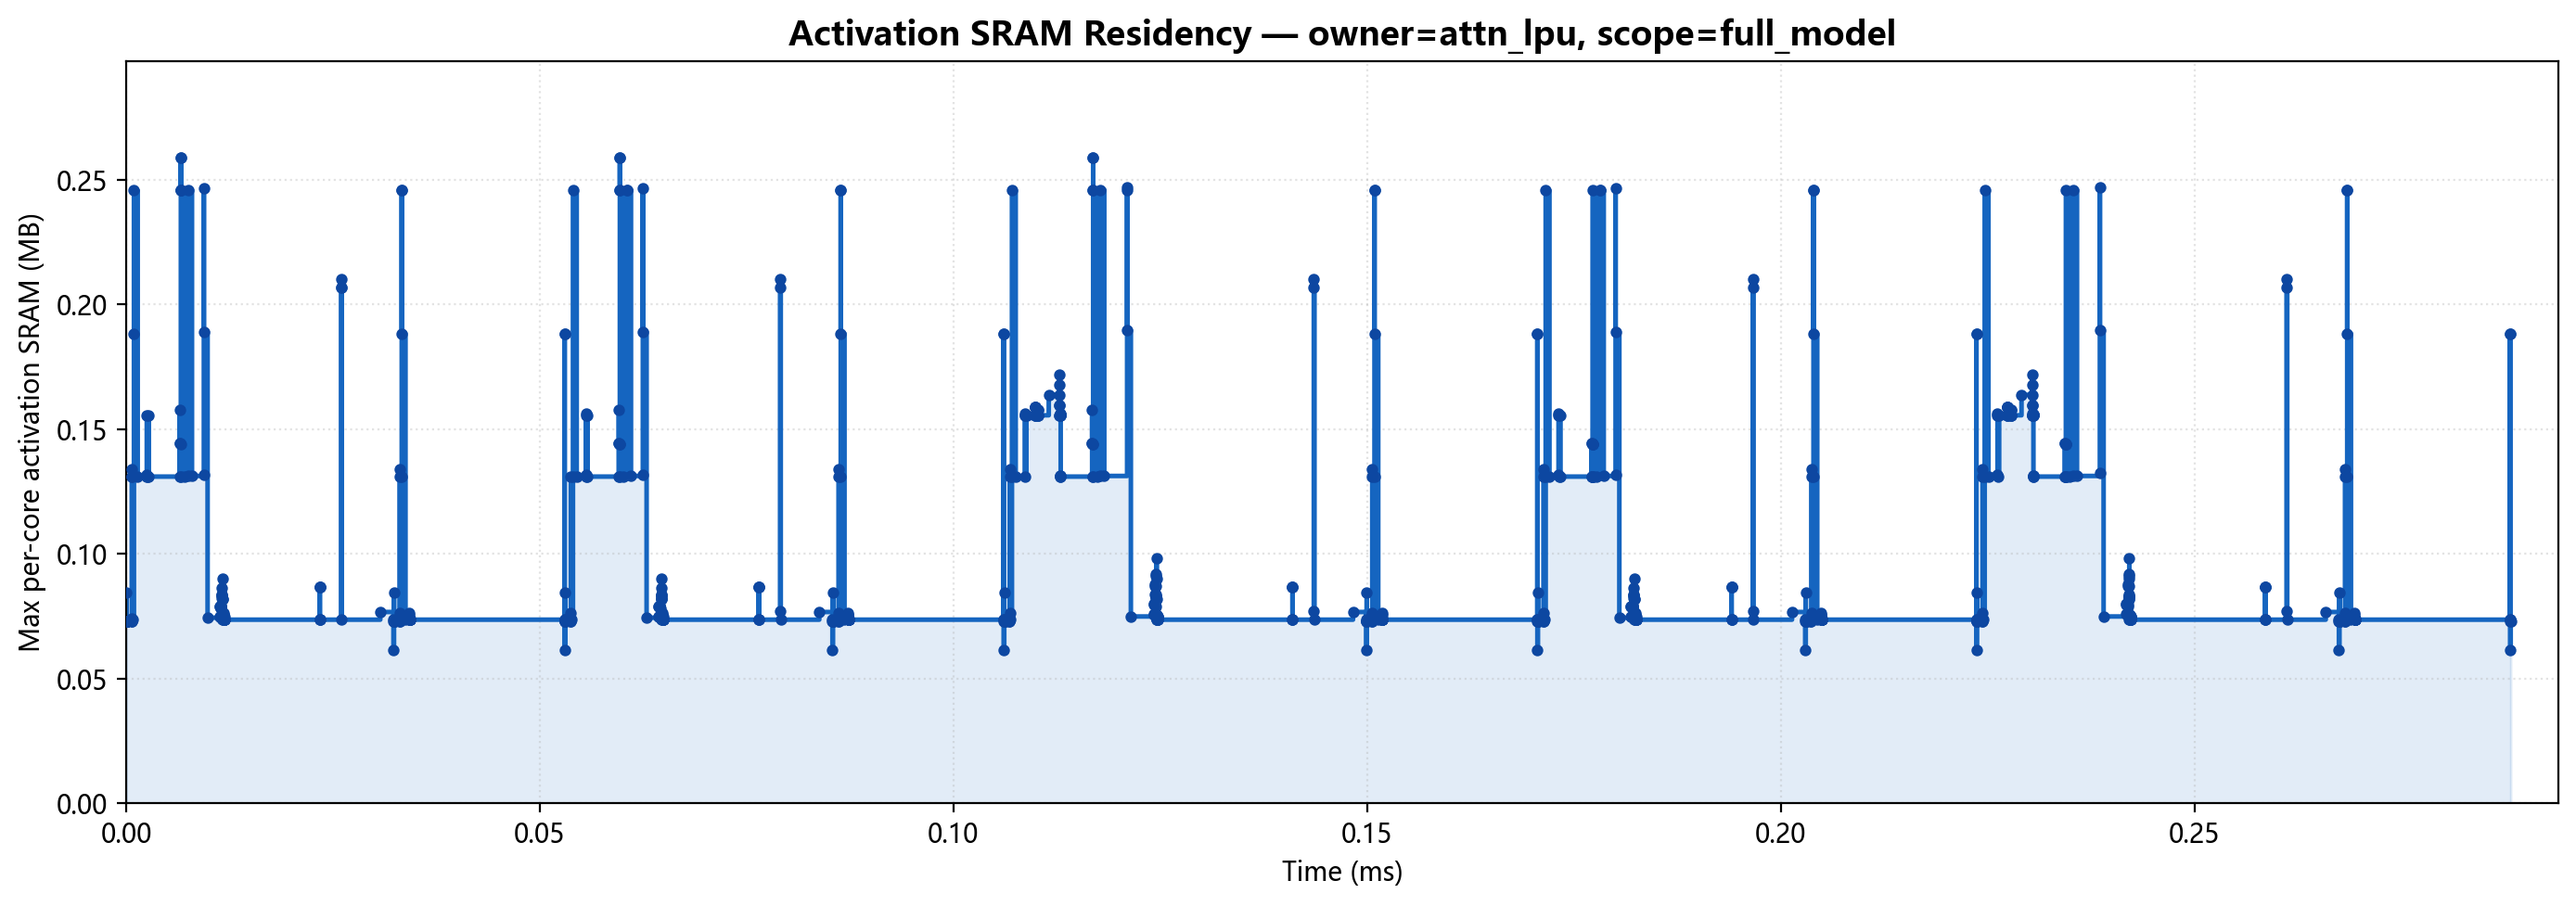 Activation SRAM Residency — owner=attn_lpu, scope=full_model
Max per-core activation SRAM (MB)
0.25
0.20
0.15
0.10
0.05
0.00
0.00 0.05 0.10 0.15 0.20 0.25
Time (ms)